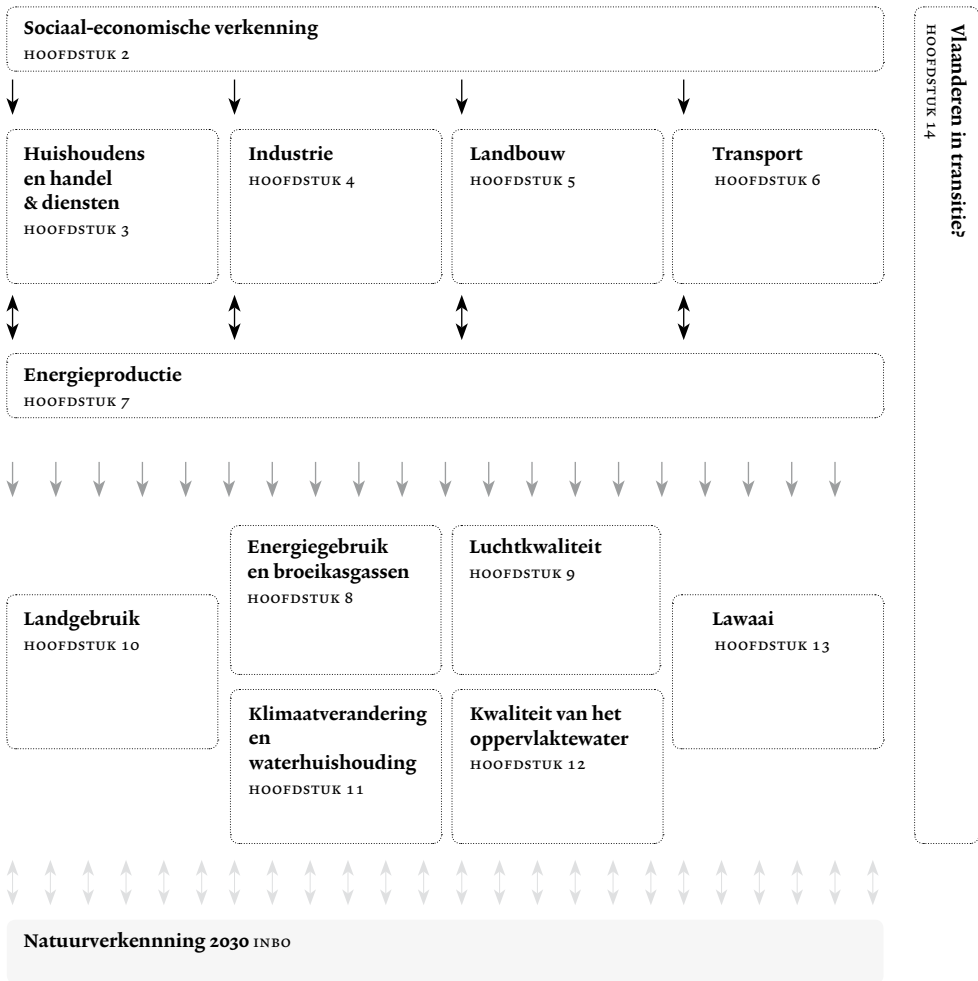 Sociaal-economische verkenning
HOOFDSTUK 2
Huishoudens
en handel
& diensten
HOOFDSTUK 3
Industrie
HOOFDSTUK 4
Landbouw
HOOFDSTUK 5
Transport
HOOFDSTUK 6
Energieproductie
HOOFDSTUK 7
Landgebruik
HOOFDSTUK 10
Energiegebruik
en broeikasgassen
HOOFDSTUK 8
Luchtkwaliteit
HOOFDSTUK 9
Klimaatverandering
en
waterhuishouding
HOOFDSTUK 11
Kwaliteit van het
oppervlaktewater
HOOFDSTUK 12
Lawaai
HOOFDSTUK 13
Natuurverkennning 2030 INBO
Vlaanderen in transitie?
HOOFDSTUK 14